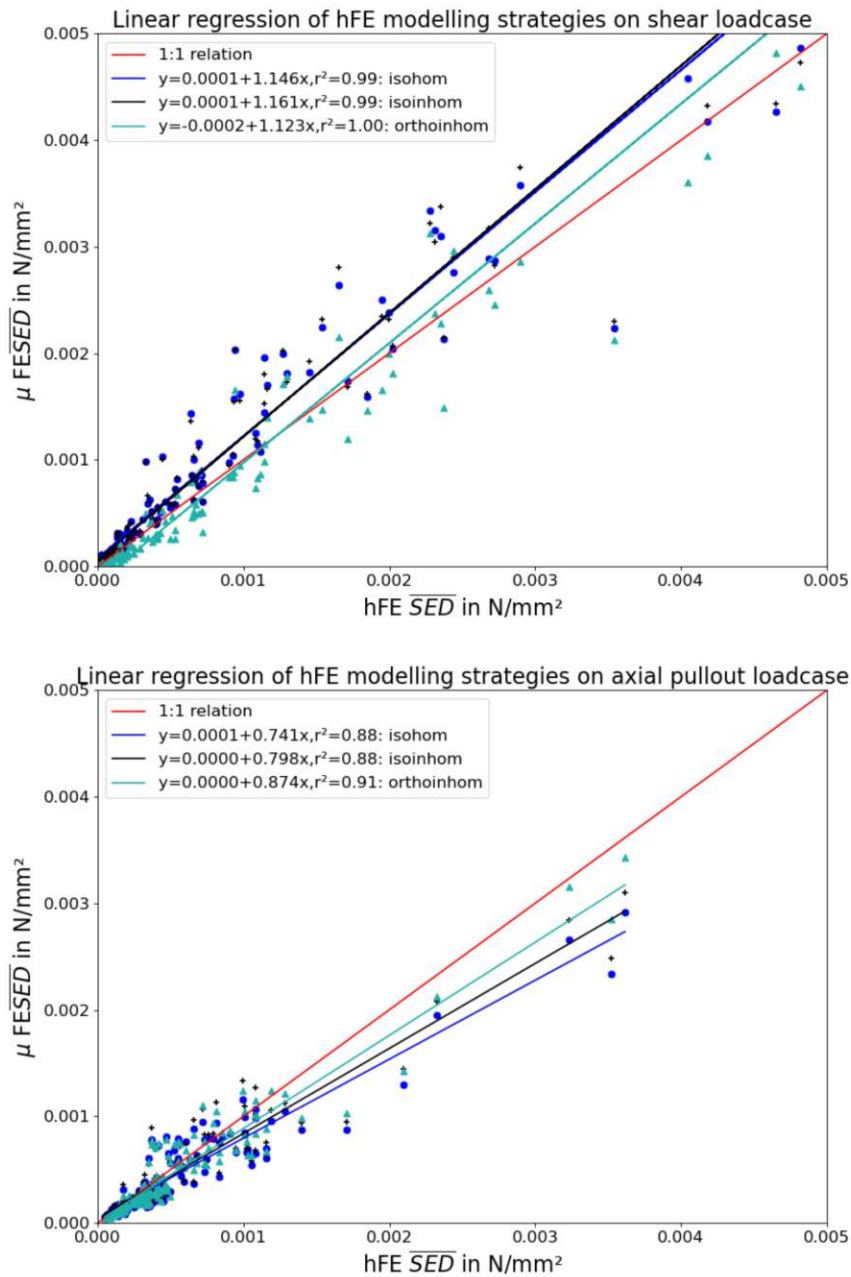 Linear regression of hFE modelling strategies on shear loadcase
0.005
1:1 relation
y=0.0001+1.146x,r²=0.99: isohom
y=0.0001+1.161x,r²=0.99: isoinhom
y=-0.0002+1.123x,r²=1.00: orthoinhom
0.004
0.003
0.002
0.001
0.000
μ FESED in N/mm²
0.000 0.001 0.002 0.003 0.004 0.005
hFE SED in N/mm²
Linear regression of hFE modelling strategies on axial pullout loadcase
0.005
1:1 relation
y=0.0001+0.741x,r²=0.88: isohom
y=0.0000+0.798x,r²=0.88: isoinhom
y=0.0000+0.874x,r²=0.91: orthoinhom
0.004
0.003
0.002
0.001
0.000
μ FESED in N/mm²
0.000 0.001 0.002 0.003 0.004 0.005
hFE SED in N/mm²